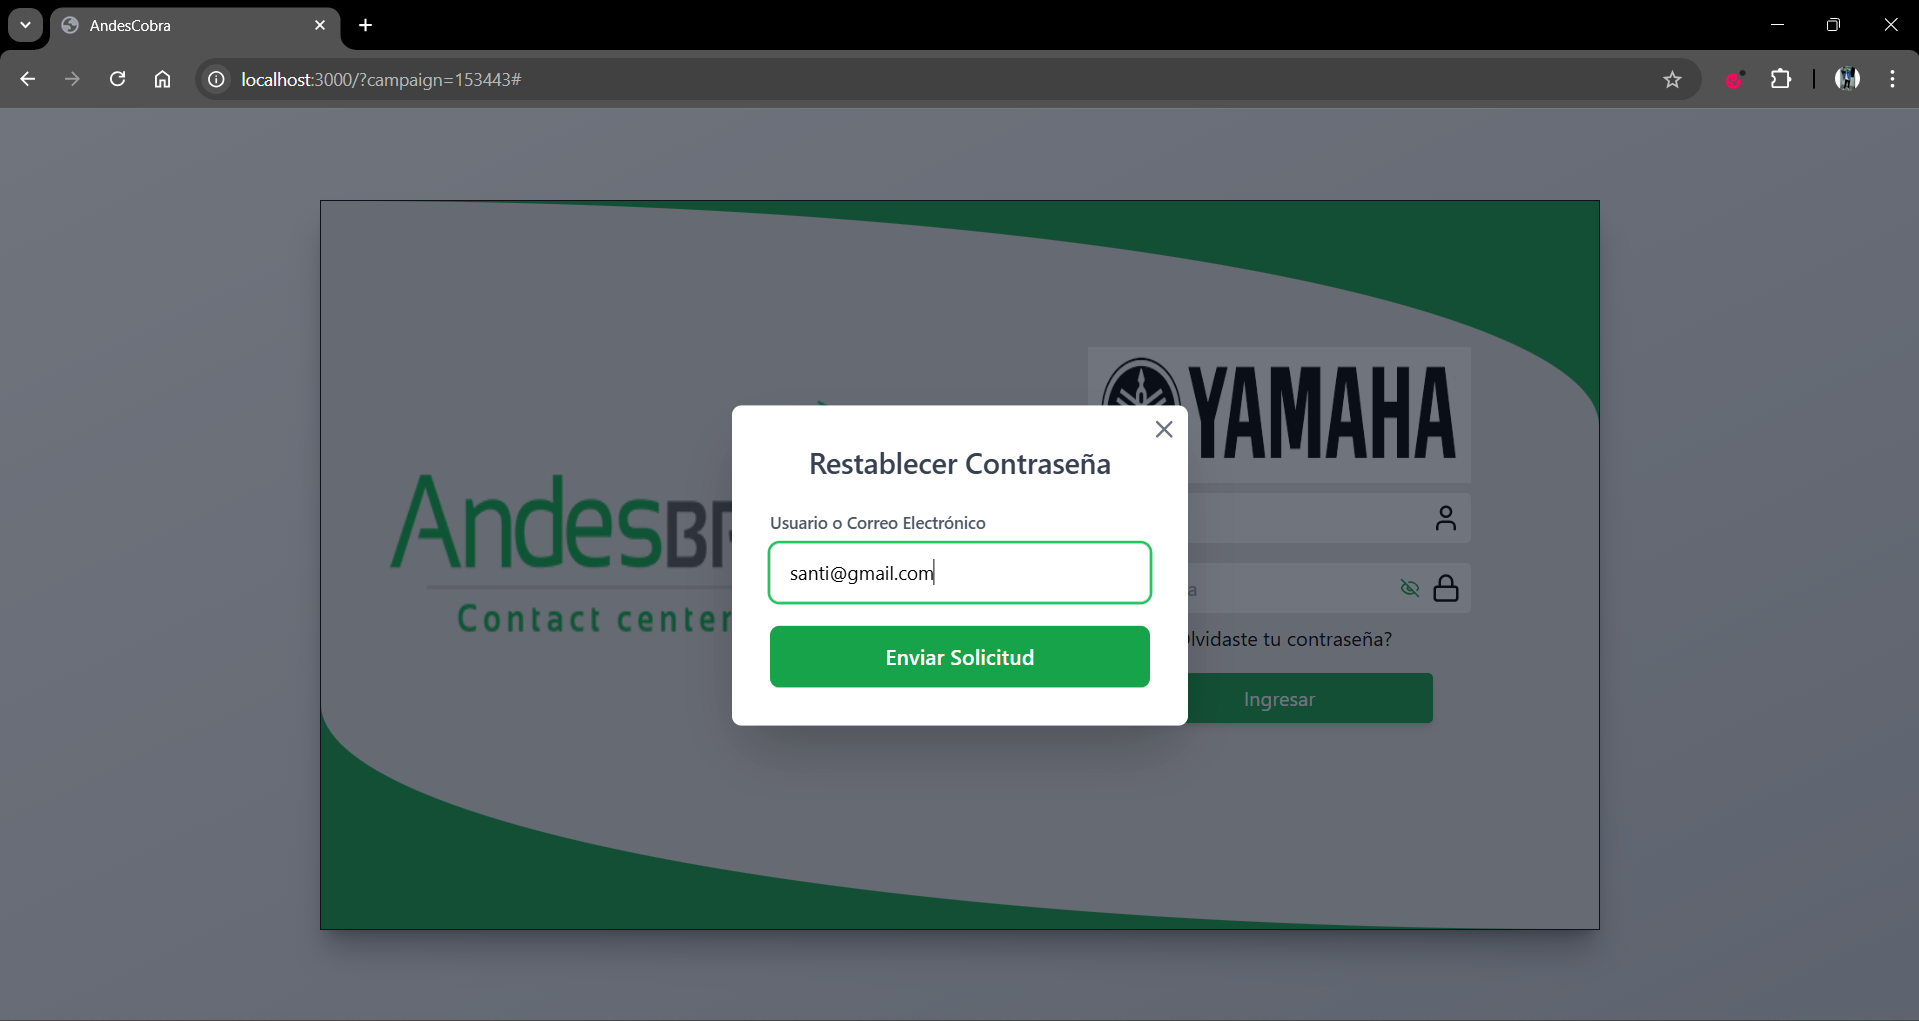 AndesCobra
localhost:3000/?campaign=153443#
YAMAHA
Restablecer Contraseña
Usuario o Correo Electrónico
santi@gmail.com
Enviar Solicitud
Contact center
lvidaste tu contraseña?
Ingresar